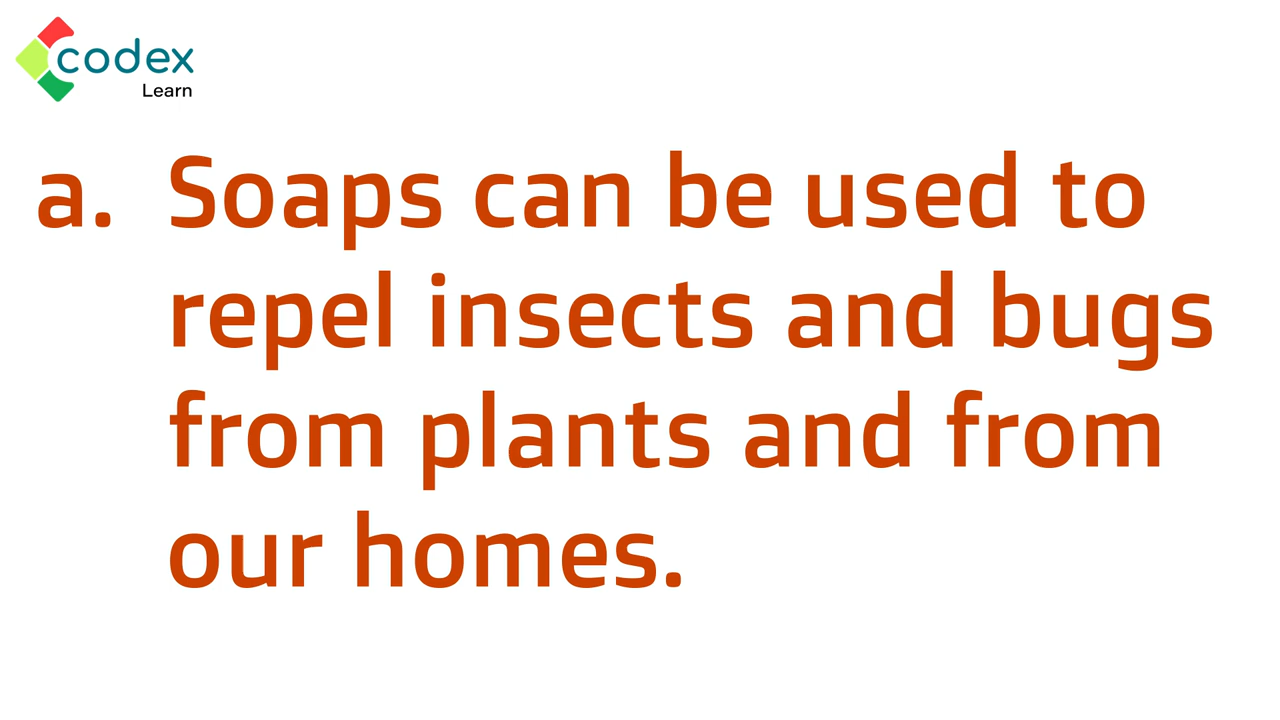 codex
Learn
a. Soaps can be used to
repel insects and bugs
from plants and from
our homes.